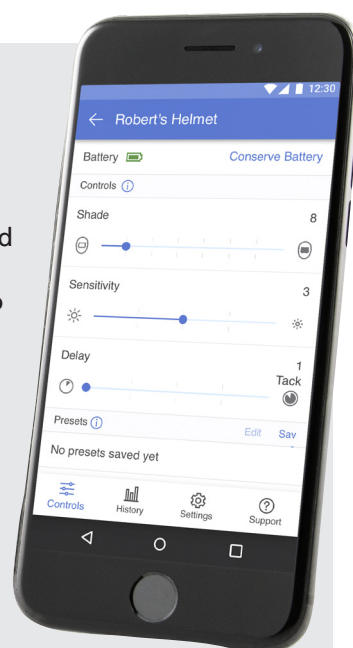 12:30
Robert's Helmet
Battery Conserve Battery
Controls
Shade 8
Sensitivity 3
Delay 1
Tack
Presets Edit Sav
No presets saved yet
Controls History Settings Support